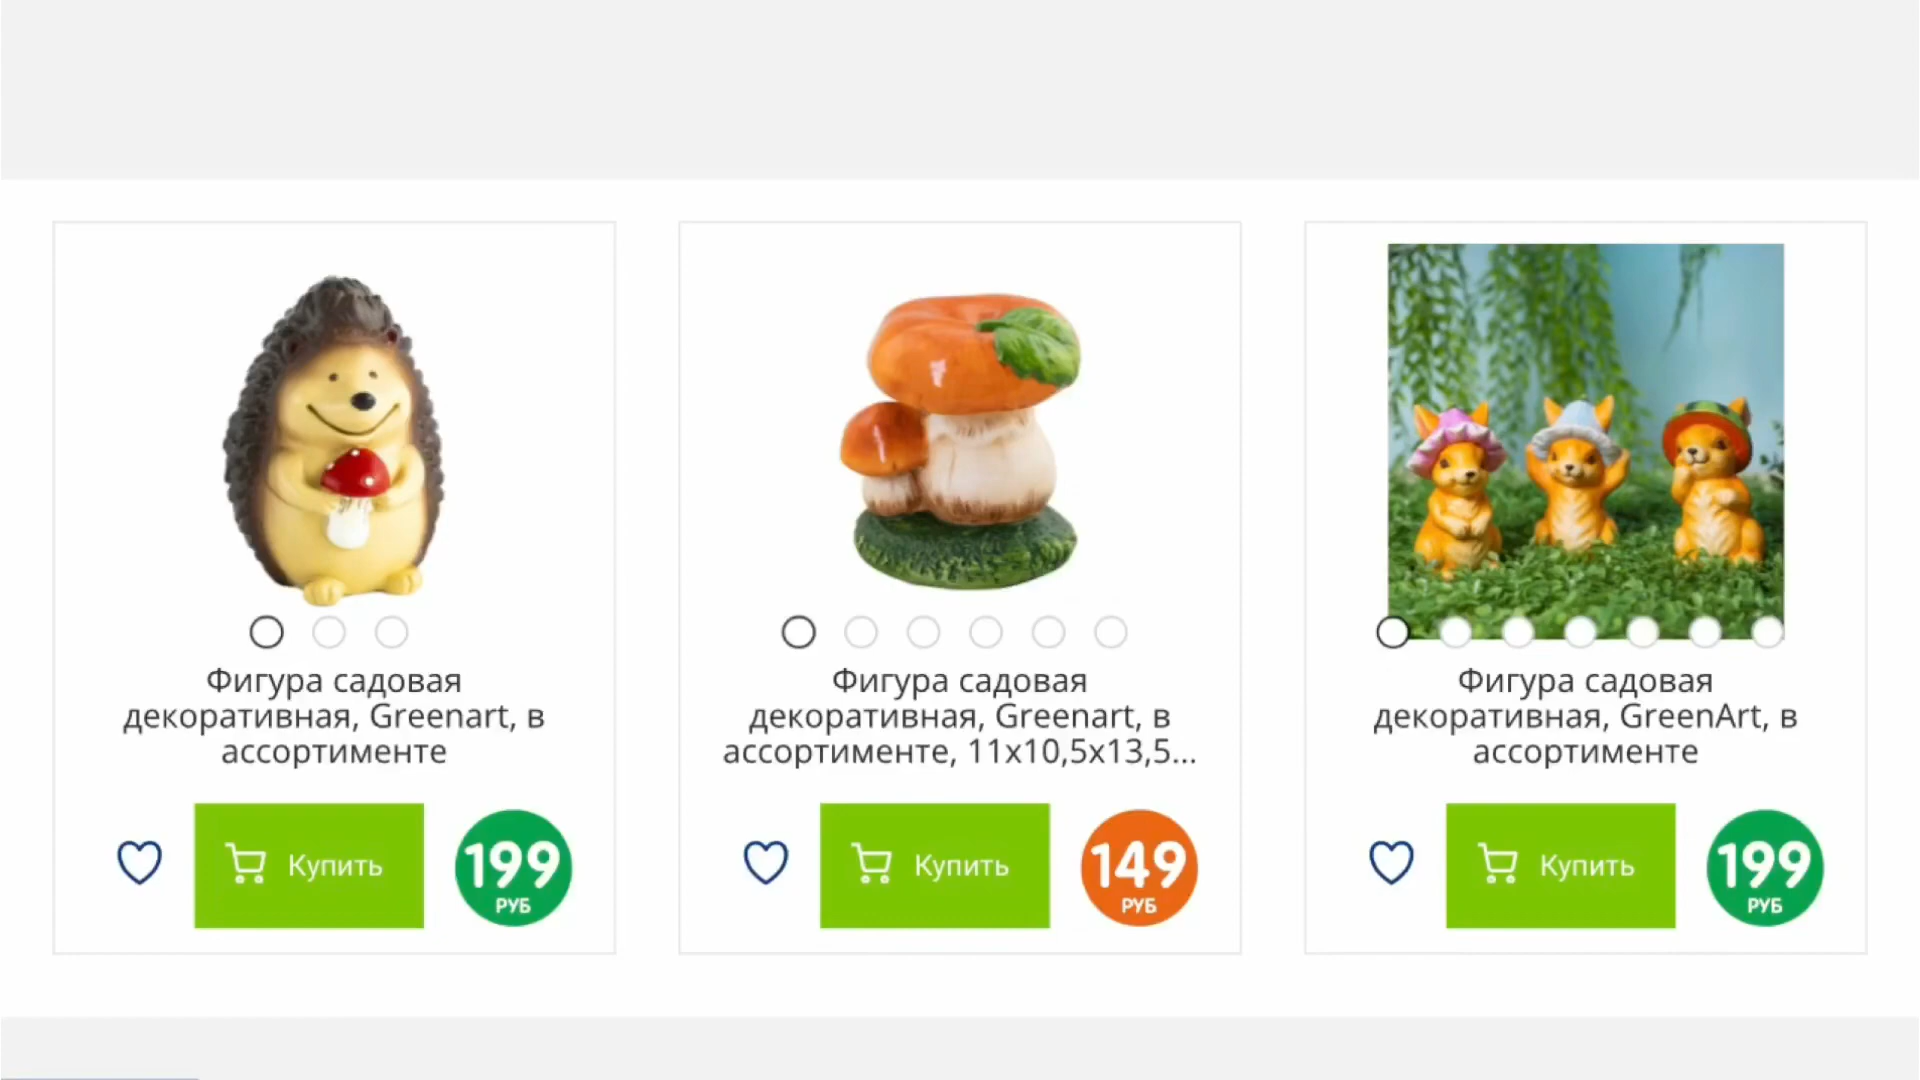 Фигура садовая
декоративная, Greenart, в
ассортименте
Купить
199
РУБ
Фигура садовая
декоративная, Greenart, в
ассортименте, 11x10,5x13,5...
Купить
149
РУБ
Фигура садовая
декоративная, GreenArt, в
ассортименте
Купить
199
РУБ